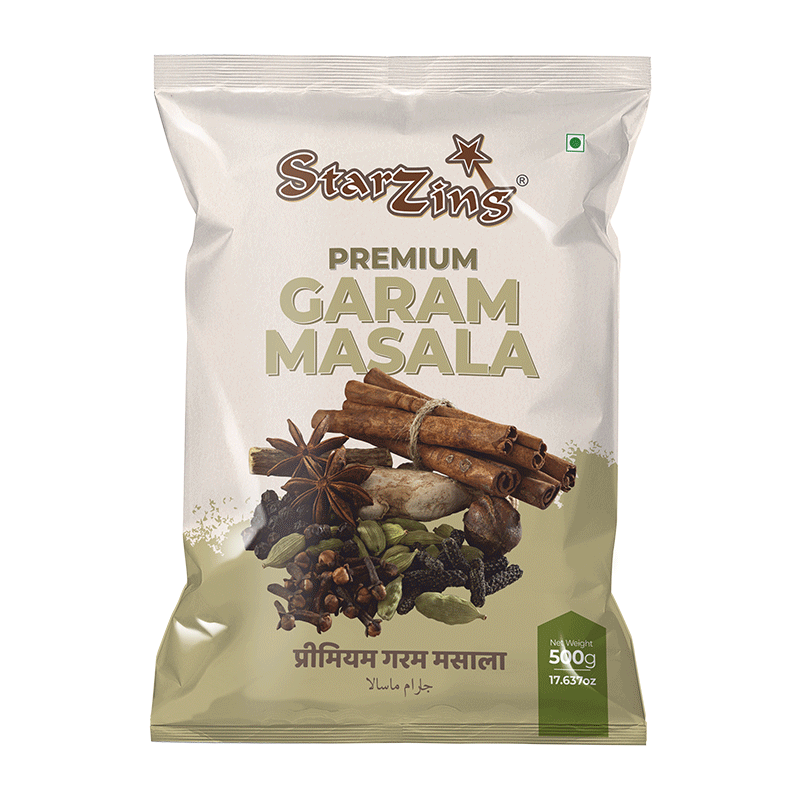 StarZing®
PREMIUM
GARAM
MASALA
प्रीमियम गरम मसाला
جارام ماسالا
Net Weight
500g
17.637oz